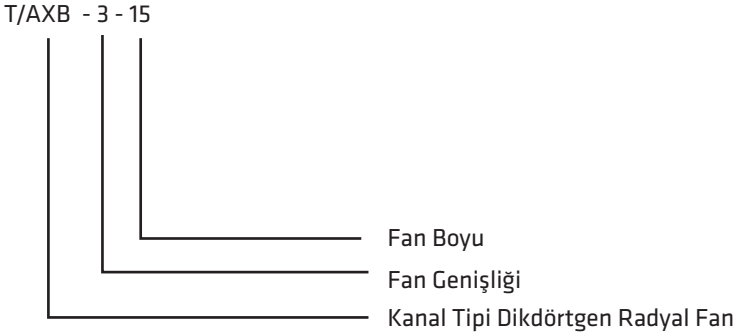 T/AXB - 3 - 15
Fan Boyu
Fan Genişliği
Kanal Tipi Dikdörtgen Radyal Fan